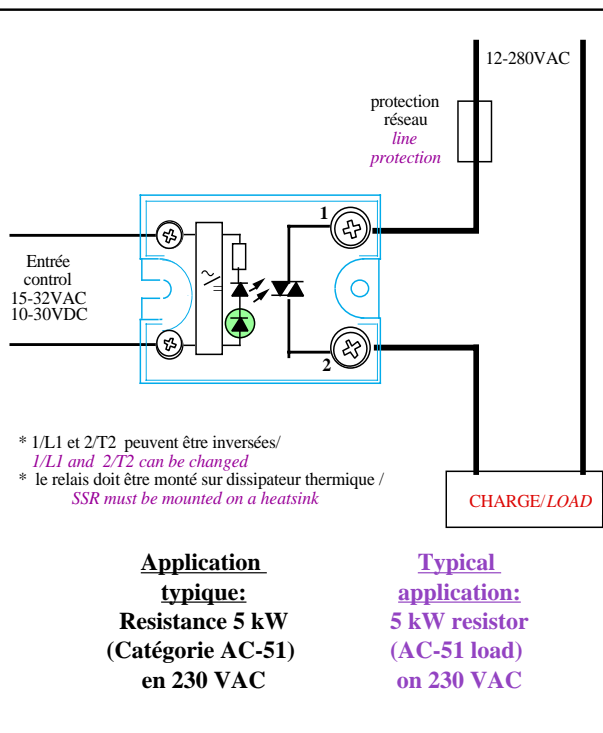 12-280VAC
protection
réseau
line
protection
1
Entrée
control
15-32VAC
10-30VDC
~/=
2
* 1/L1 et 2/T2 peuvent être inversées/
1/L1 and 2/T2 can be changed
* le relais doit être monté sur dissipateur thermique /
SSR must be mounted on a heatsink
CHARGE/LOAD
Application
typique:
Resistance 5 kW
(Catégorie AC-51)
en 230 VAC
Typical
application:
5 kW resistor
(AC-51 load)
on 230 VAC